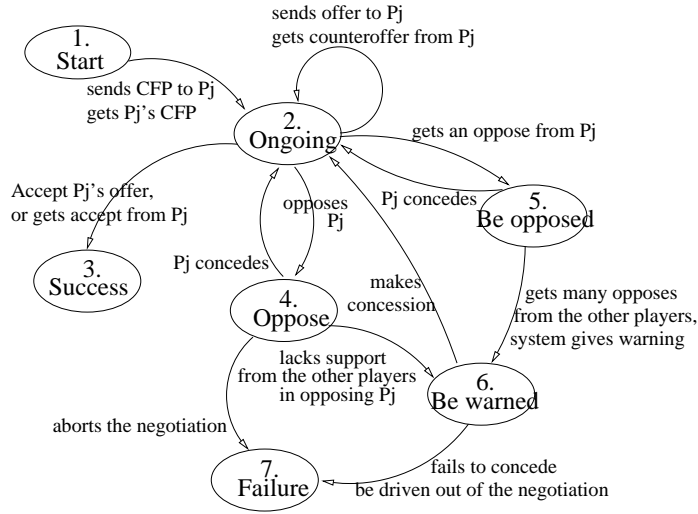 sends offer to Pj
gets counteroffer from Pj
1.
Start
sends CFP to Pj
gets Pj's CFP
2.
Ongoing
gets an oppose from Pj
Accept Pj's offer,
or gets accept from Pj
opposes
Pj
Pj concedes
5.
Be opposed
3.
Success
Pj concedes
makes
concession
4.
Oppose
gets many opposes
from the other players,
system gives warning
lacks support
from the other players
in opposing Pj
6.
Be warned
aborts the negotiation
7.
Failure
fails to concede
be driven out of the negotiation